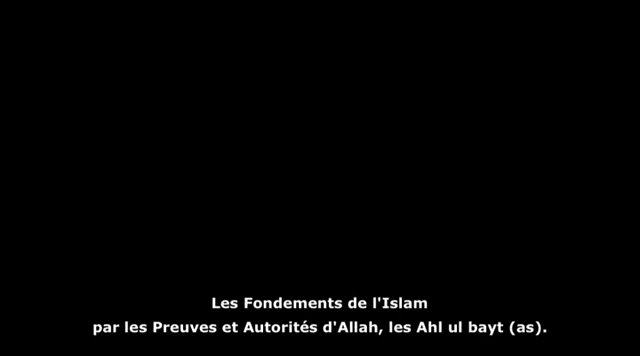 Les Fondements de l'Islam
par les Preuves et Autorités d'Allah, les Ahl ul bayt (as).